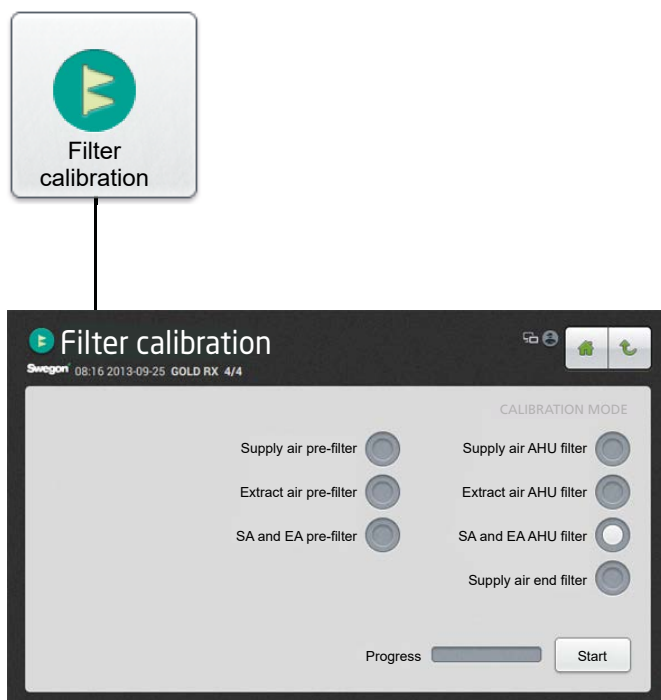 Filter
calibration
Filter calibration
Swegon 08:16 2013-09-25 GOLD RX 4/4
CALIBRATION MODE
Supply air pre-filter Supply air AHU filter
Extract air pre-filter Extract air AHU filter
SA and EA pre-filter SA and EA AHU filter
Supply air end filter
Progress Start